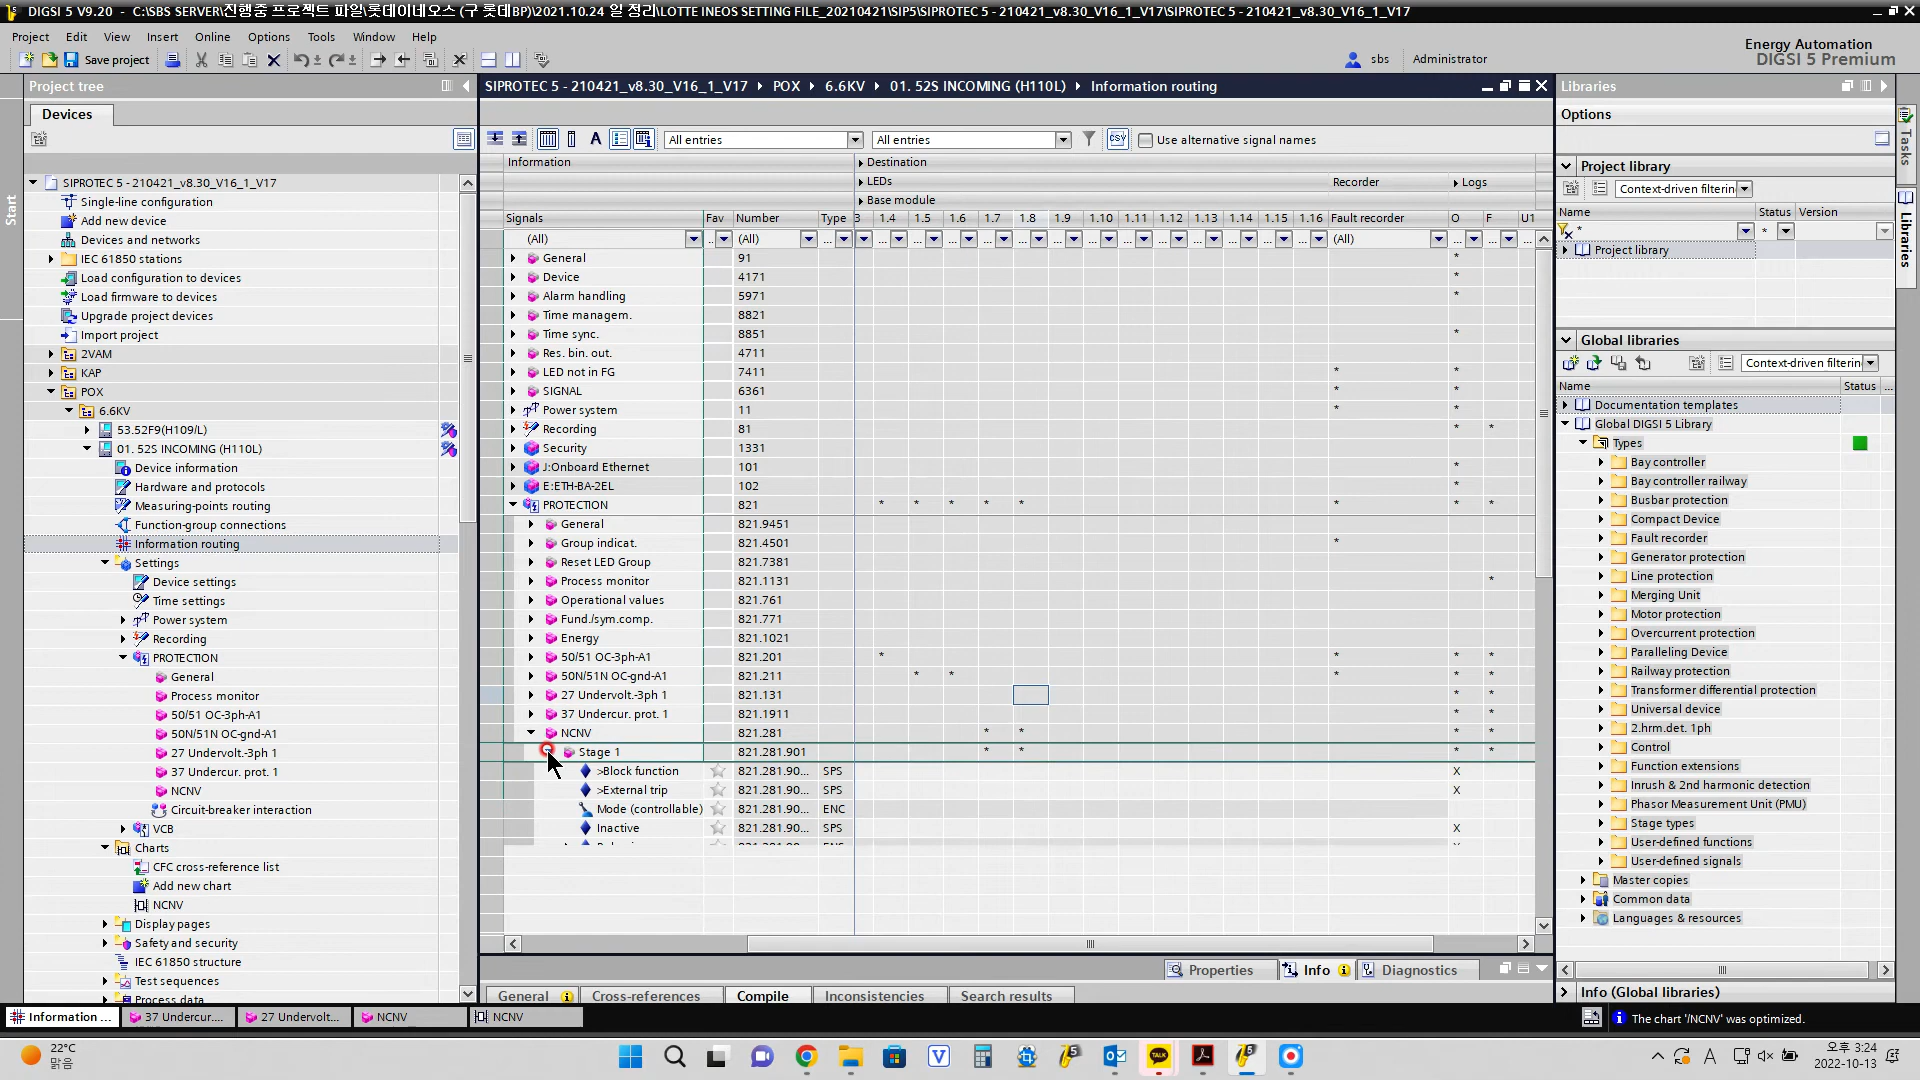 DIGSI 5 V9.20 - C:\SBS SERVER\진행중 프로젝트 파일\롯데이네오스 (구 롯데BP)\2021.10.24 일 정리\LOTTE INEOS SETTING FILE_20210421\SIP5\SIPROTEC 5 - 210421_v8.30_V16_1_V17\SIPROTEC 5 - 210421_v8.30_V16_1_V17
Project Edit View Insert Online Options Tools Window Help
Save project
sbs Administrator
Energy Automation
DIGSI 5 Premium
Project tree
Devices
Start
SIPROTEC 5 - 210421_v8.30_V16_1_V17
Single-line configuration
Add new device
Devices and networks
IEC 61850 stations
Load configuration to devices
Load firmware to devices
Upgrade project devices
Import project
2VAM
KAP
POX
6.6KV
53.52F9(H109/L)
01. 52S INCOMING (H110L)
Device information
Hardware and protocols
Measuring-points routing
Function-group connections
Information routing
Settings
Device settings
Time settings
Power system
Recording
PROTECTION
General
Process monitor
50/51 OC-3ph-A1
50N/51N OC-gnd-A1
27 Undervolt.-3ph 1
37 Undercur. prot. 1
NCNV
Circuit-breaker interaction
VCB
Charts
CFC cross-reference list
Add new chart
NCNV
Display pages
Safety and security
IEC 61850 structure
Test sequences
Process data
SIPROTEC 5 - 210421_v8.30_V16_1_V17 POX 6.6KV 01. 52S INCOMING (H110L) Information routing
A All entries All entries CSV Use alternative signal names
Information Destination
LEDs Recorder Logs
Base module
Signals Fav Number Type 3 1.4 1.5 1.6 1.7 1.8 1.9 1.10 1.11 1.12 1.13 1.14 1.15 1.16 Fault recorder O F U1
(All) ... (All) ... ... ... ... ... ... ... ... ... ... ... ... ... ... (All) ... ... ...
General 91 *
Device 4171 *
Alarm handling 5971 *
Time managem. 8821
Time sync. 8851 *
Res. bin. out. 4711
LED not in FG 7411 * *
SIGNAL 6361 * *
Power system 11 * *
Recording 81 * *
Security 1331
J:Onboard Ethernet 101 *
E:ETH-BA-2EL 102 *
PROTECTION 821 * * * * * * * *
General 821.9451
Group indicat. 821.4501 *
Reset LED Group 821.7381
Process monitor 821.1131 *
Operational values 821.761
Fund./sym.comp. 821.771
Energy 821.1021
50/51 OC-3ph-A1 821.201 * * * *
50N/51N OC-gnd-A1 821.211 * * * * *
27 Undervolt.-3ph 1 821.131 * *
37 Undercur. prot. 1 821.1911 * *
NCNV 821.281 * * * *
Stage 1 821.281.901 * * * *
>Block function 821.281.90... SPS X
>External trip 821.281.90... SPS X
Mode (controllable) 821.281.90... ENC
Inactive 821.281.90... SPS X
Properties Info Diagnostics
General Cross-references Compile Inconsistencies Search results
Libraries
Options
Project library
Context-driven filterin
Name Status Version
* *
Project library
Global libraries
Context-driven filterin
Name Status ...
Documentation templates
Global DIGSI 5 Library
Types
Bay controller
Bay controller railway
Busbar protection
Compact Device
Fault recorder
Generator protection
Line protection
Merging Unit
Motor protection
Overcurrent protection
Paralleling Device
Railway protection
Transformer differential protection
Universal device
2.hrm.det. 1ph
Control
Function extensions
Inrush & 2nd harmonic detection
Phasor Measurement Unit (PMU)
Stage types
User-defined functions
User-defined signals
Master copies
Common data
Languages & resources
Info (Global libraries)
Tasks
Libraries
Information ... 37 Undercur.... 27 Undervolt... NCNV NCNV
The chart '/NCNV' was optimized.
22°C
맑음
TALK
A
오후 3:24
2022-10-13